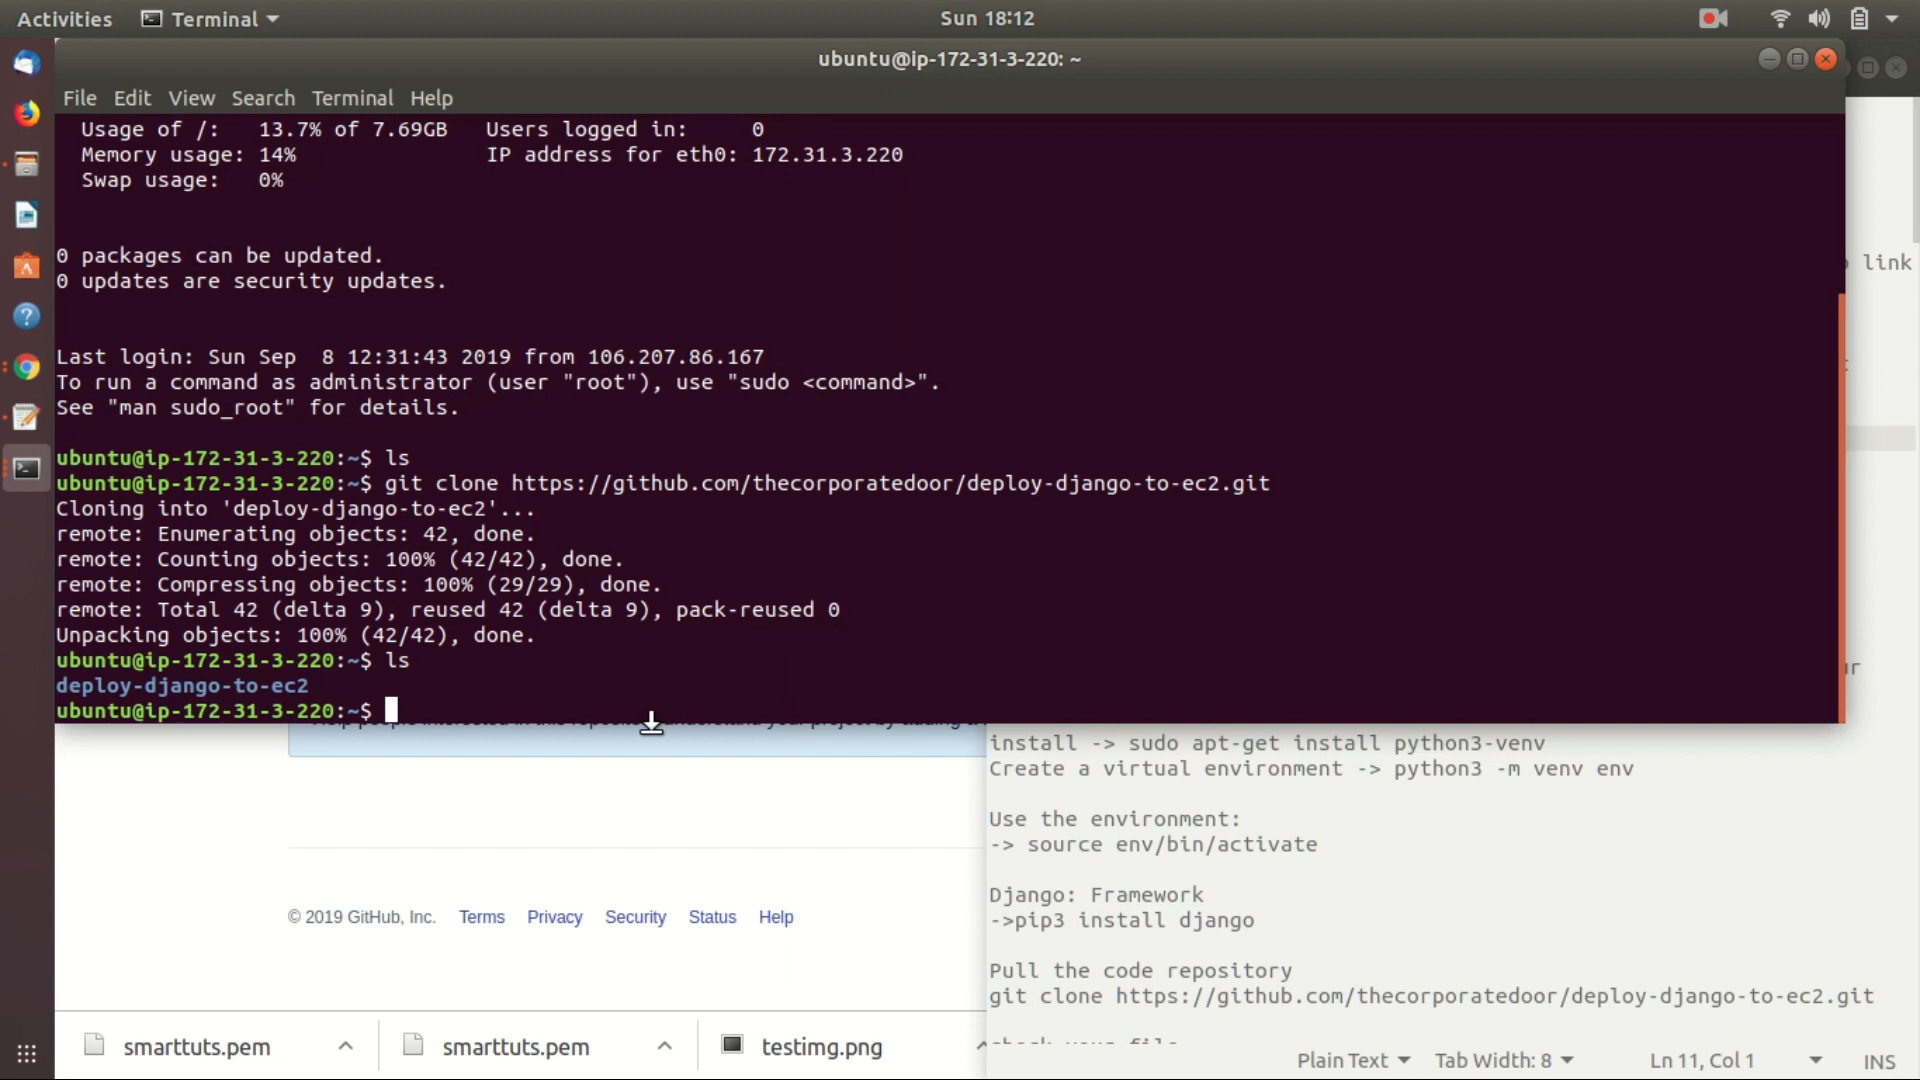 Activities
Terminal
Sun 18:12
ubuntu@ip-172-31-3-220: ~
File Edit View Search Terminal Help
Usage of /: 13.7% of 7.69GB Users logged in: 0
Memory usage: 14% IP address for eth0: 172.31.3.220
Swap usage: 0%
0 packages can be updated.
0 updates are security updates.
Last login: Sun Sep 8 12:31:43 2019 from 106.207.86.167
To run a command as administrator (user "root"), use "sudo <command>".
See "man sudo_root" for details.
ubuntu@ip-172-31-3-220:~$ ls
ubuntu@ip-172-31-3-220:~$ git clone https://github.com/thecorporatedoor/deploy-django-to-ec2.git
Cloning into 'deploy-django-to-ec2'...
remote: Enumerating objects: 42, done.
remote: Counting objects: 100% (42/42), done.
remote: Compressing objects: 100% (29/29), done.
remote: Total 42 (delta 9), reused 42 (delta 9), pack-reused 0
Unpacking objects: 100% (42/42), done.
ubuntu@ip-172-31-3-220:~$ ls
deploy-django-to-ec2
ubuntu@ip-172-31-3-220:~$
link
install -> sudo apt-get install python3-venv
Create a virtual environment -> python3 -m venv env
Use the environment:
-> source env/bin/activate
Django: Framework
->pip3 install django
Pull the code repository
git clone https://github.com/thecorporatedoor/deploy-django-to-ec2.git
© 2019 GitHub, Inc. Terms Privacy Security Status Help
smarttuts.pem
smarttuts.pem
testimg.png
Plain Text Tab Width: 8 Ln 11, Col 1 INS